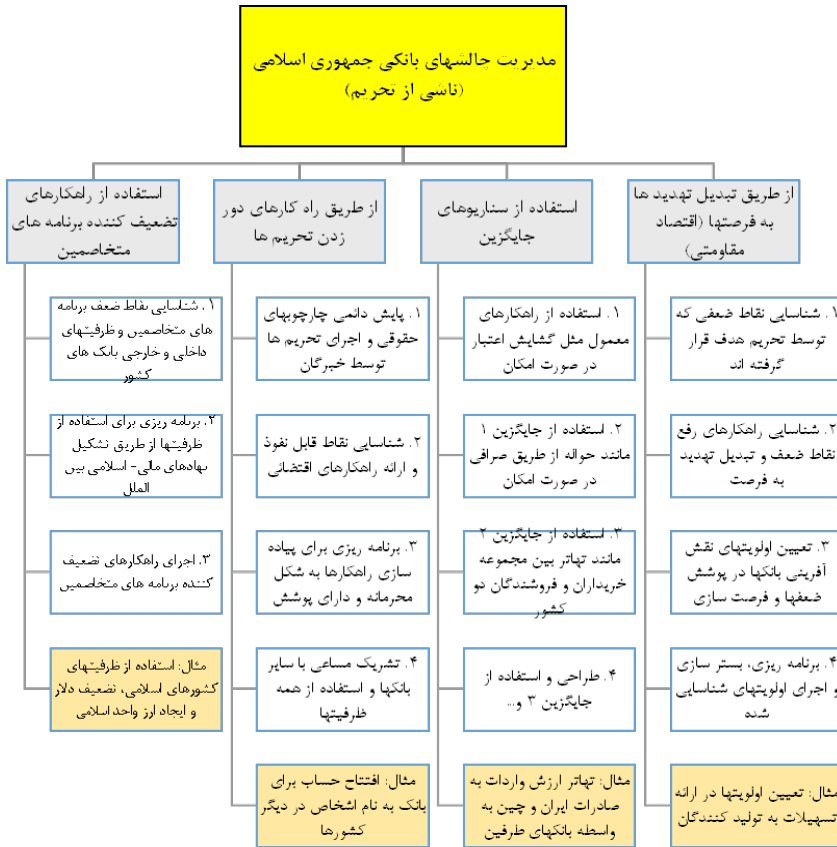 مدیریت چالشهای بانکی جمهوری اسلامی
(ناشی از تحریم)
از طریق تبدیل تهدید ها
به فرصتها (اقتصاد
مقاومتی)
۱. شناسایی نقاط ضعفی که
توسط تحریم هدف قرار
گرفته اند
۲. شناسایی راهکارهای رفع
نقاط ضعف و تبدیل تهدید
به فرصت
۳. تعیین اولویتهای نقش
آفرینی بانکها در پوشش
ضعفها و فرصت سازی
۴. برنامه ریزی، بستر سازی
و اجرای اولویتهای شناسایی
شده
مثال: تعیین اولویتها در ارائه
تسهیلات به تولید کنندگان
استفاده از سناریوهای
جایگزین
۱. استفاده از راهکارهای
معمول مثل گشایش اعتبار
در صورت امکان
۲. استفاده از جایگزین ۱
مانند حواله از طریق صرافی
در صورت امکان
۳. استفاده از جایگزین ۲
مانند تهاتر بین مجموعه
خریداران و فروشندگان دو
کشور
۴. طراحی و استفاده از
جایگزین ۳ و...
مثال: تهاتر ارزش واردات به
صادرات ایران و چین به
واسطه بانکهای طرفین
از طریق راه کارهای دور
زدن تحریم ها
۱. پایش دائمی چارچوبهای
حقوقی و اجرای تحریم ها
توسط خبرگان
۲. شناسایی نقاط قابل نفوذ
و ارائه راهکارهای اقتضائی
۳. برنامه ریزی برای پیاده
سازی راهکارها به شکل
محرمانه و دارای پوشش
۴. تشریک مساعی با سایر
بانکها و استفاده از همه
ظرفیتها
مثال: افتتاح حساب برای
بانک به نام اشخاص در دیگر
کشورها
استفاده از راهکارهای
تضعیف کننده برنامه های
متخاصمین
۱. شناسایی نقاط ضعف برنامه
های متخاصمین و ظرفیتهای
داخلی و خارجی بانک های
کشور
۲. برنامه ریزی برای استفاده از
ظرفیتها از طریق تشکیل
نهادهای مالی- اسلامی بین
الملل
۳. اجرای راهکارهای تضعیف
کننده برنامه های متخاصمین
مثال: استفاده از ظرفیتهای
کشورهای اسلامی، تضعیف دلار
و ایجاد ارز واحد اسلامی